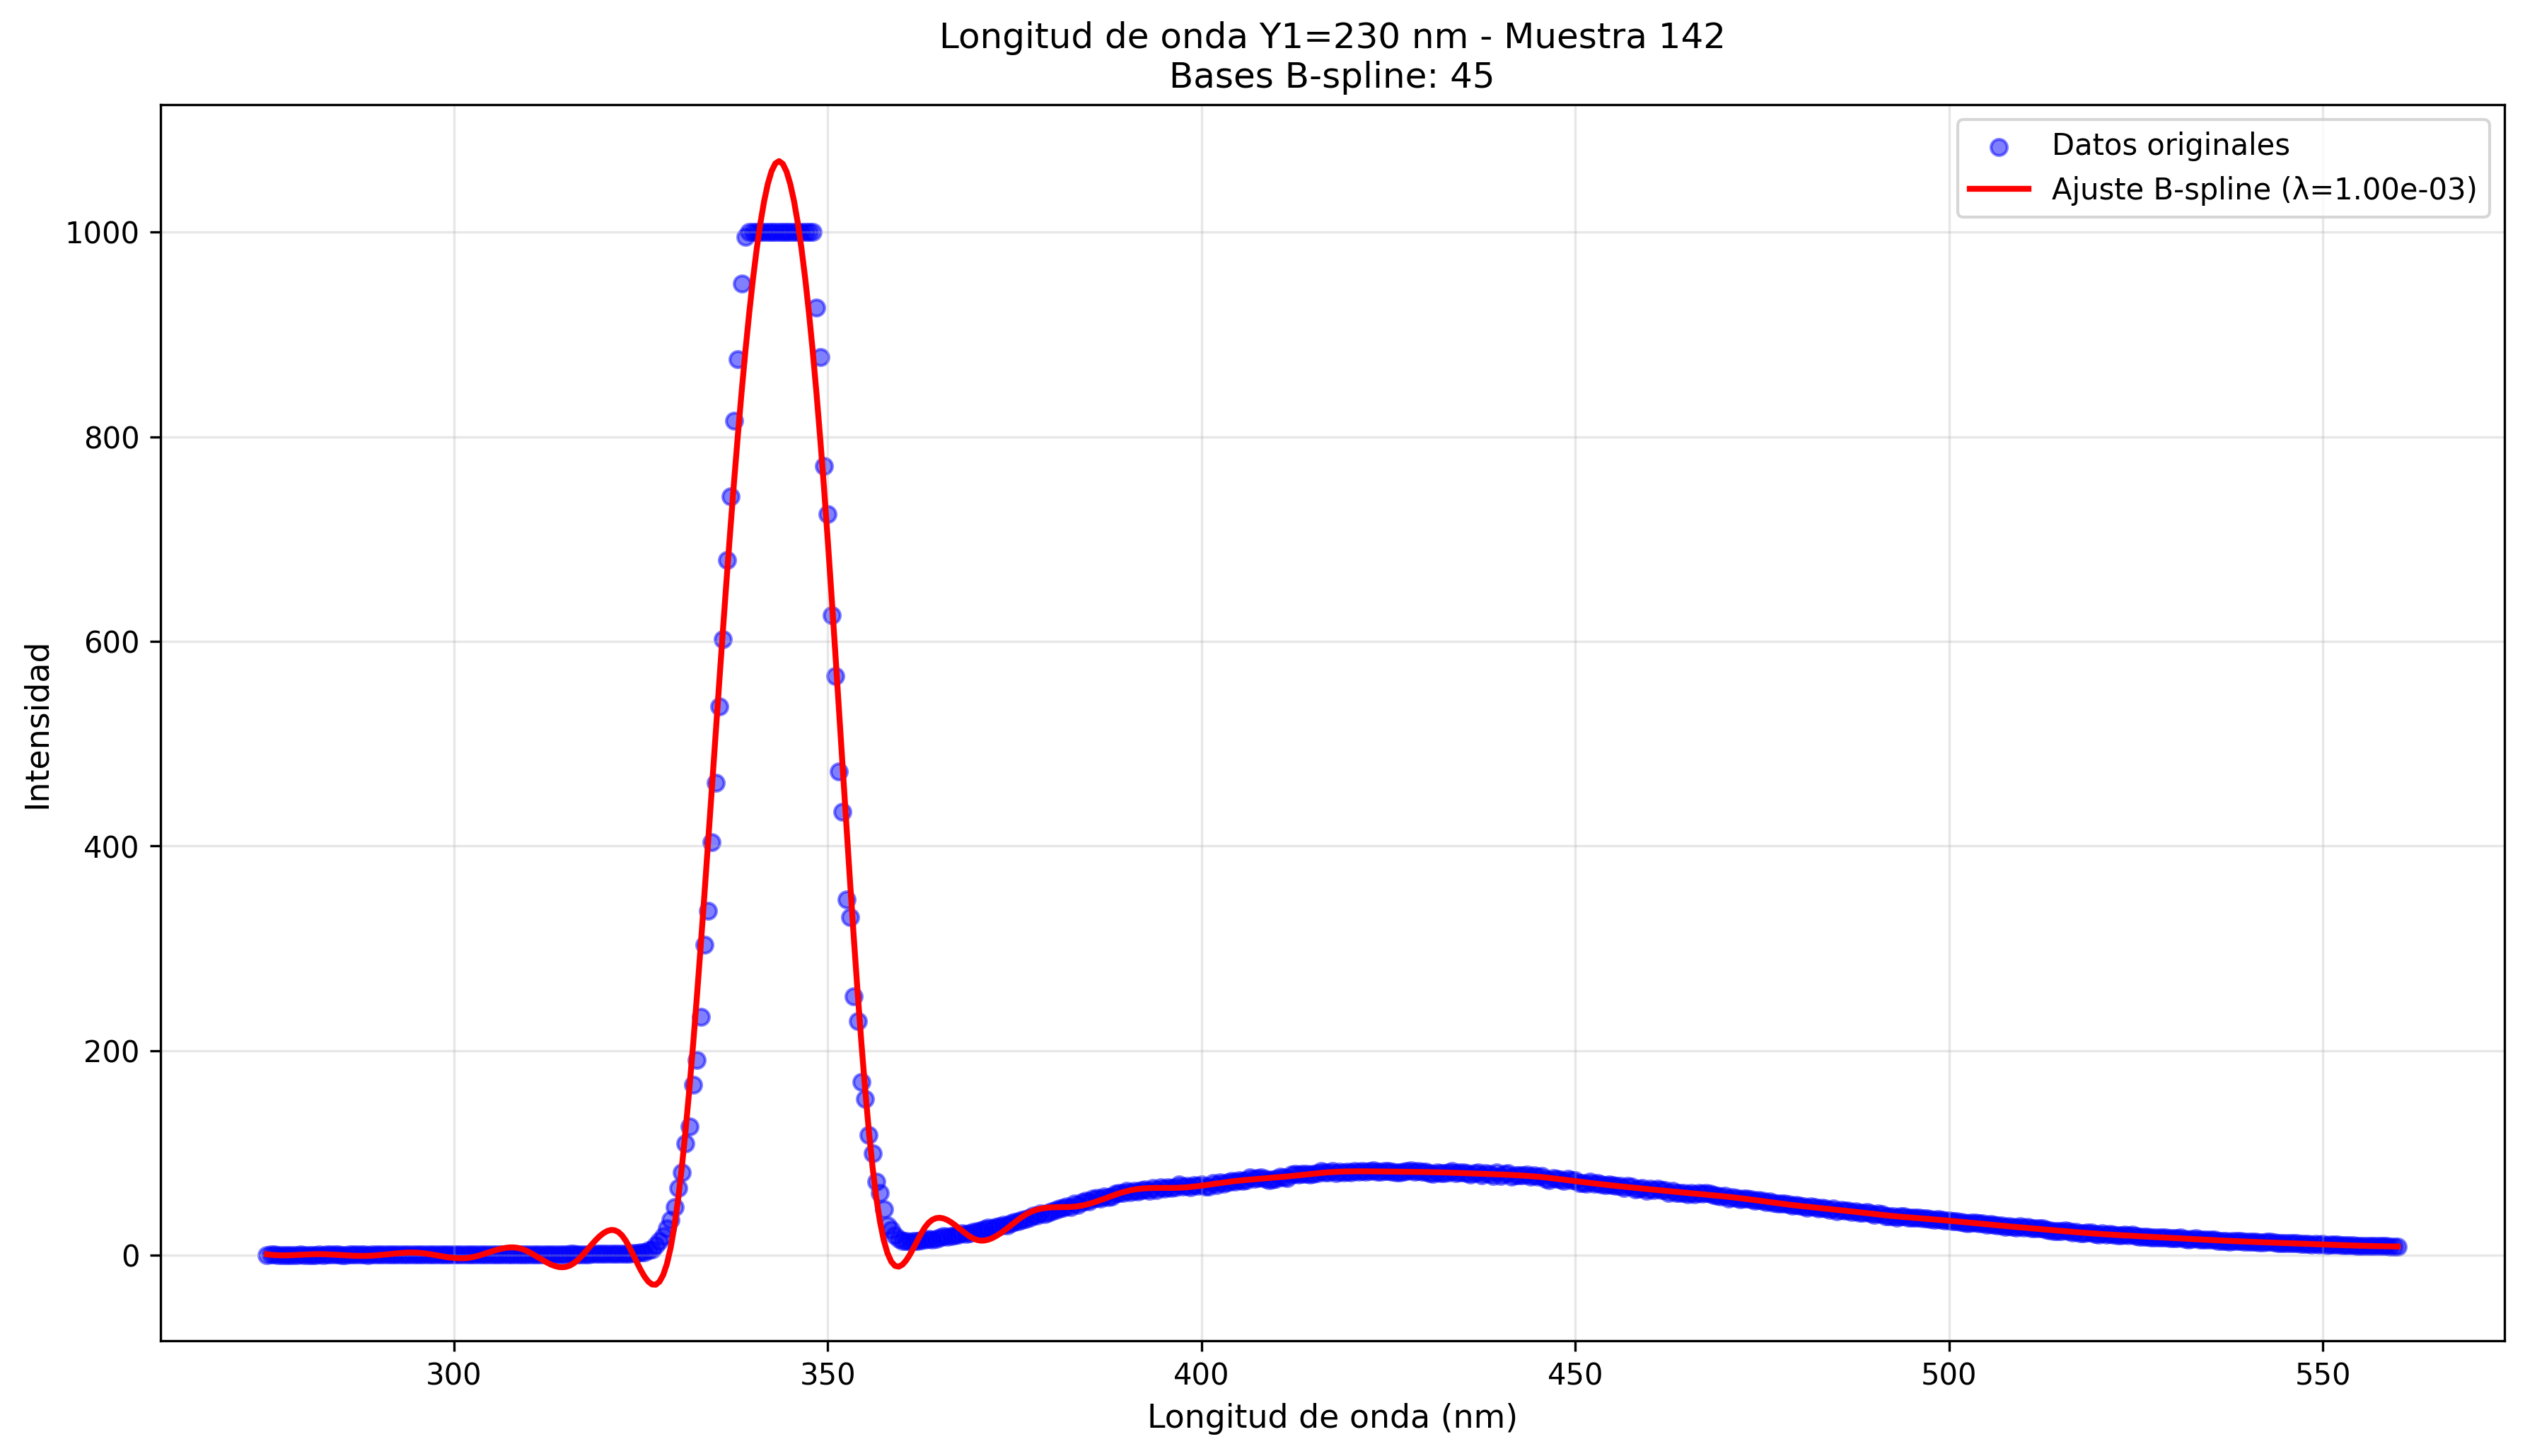 Longitud de onda Y1=230 nm - Muestra 142
Bases B-spline: 45
Datos originales
Ajuste B-spline (λ=1.00e-03)
Intensidad
1000
800
600
400
200
0
300 350 400 450 500 550
Longitud de onda (nm)